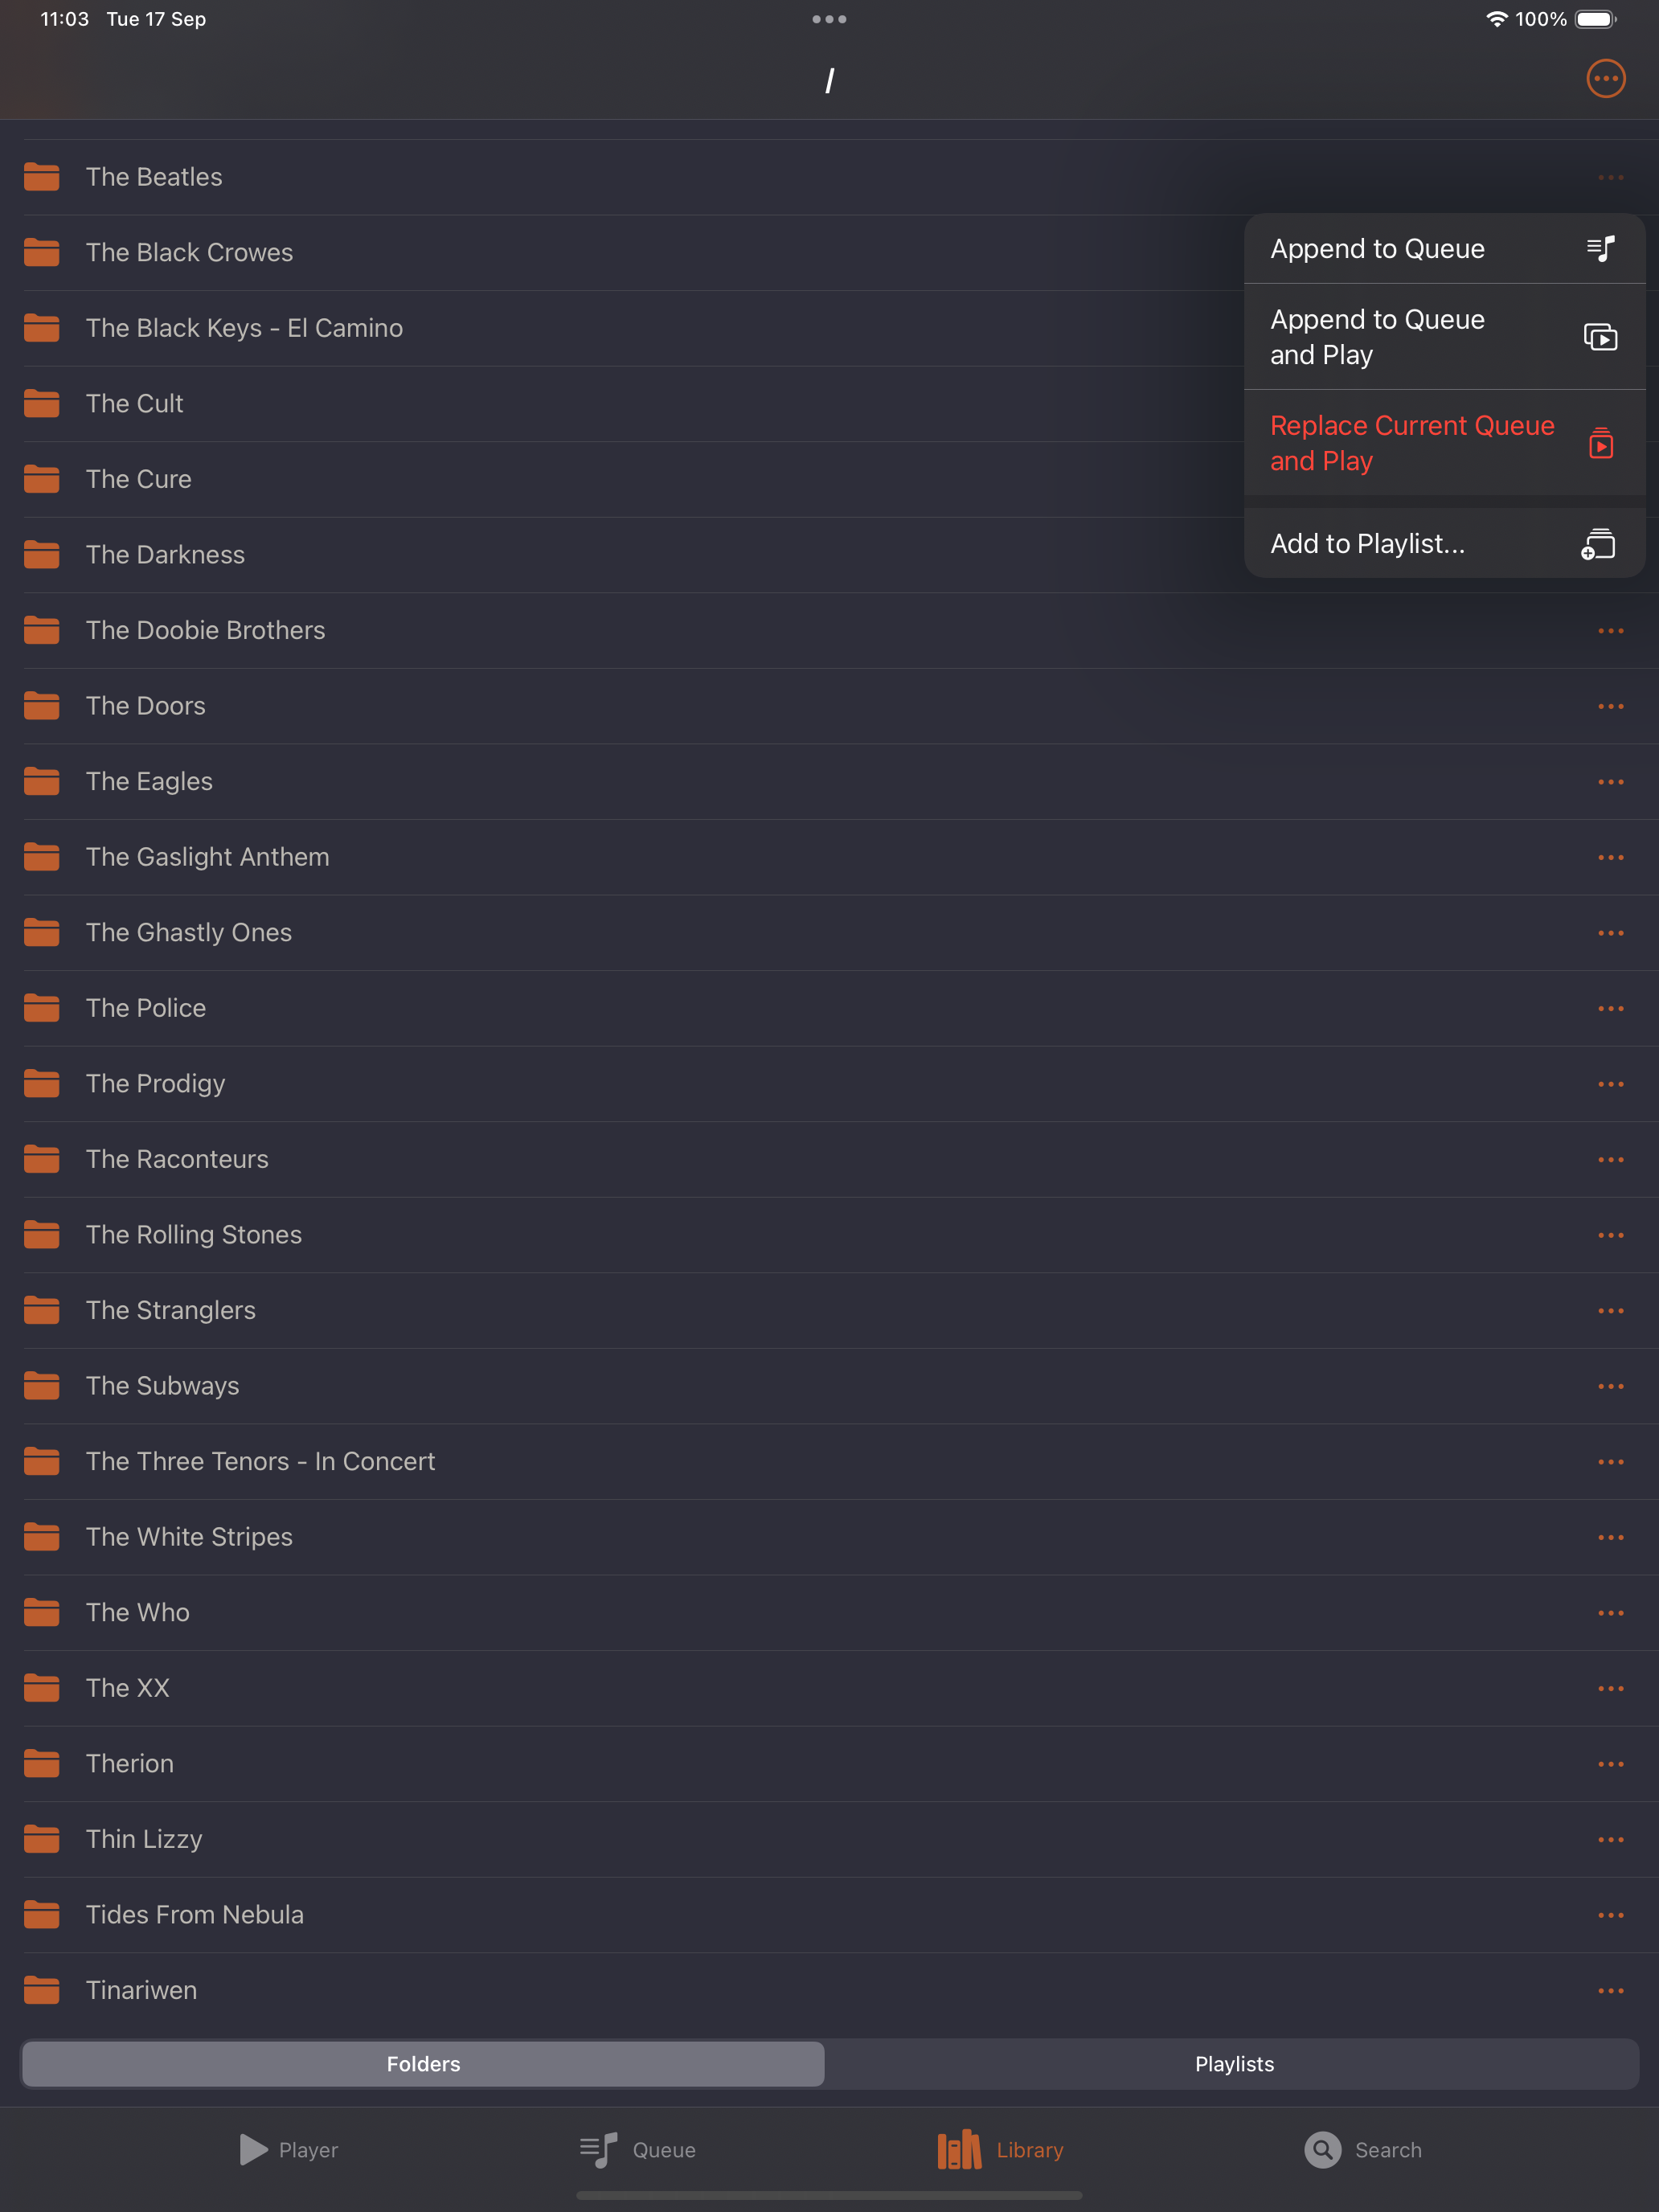 11:03 Tue 17 Sep
100%
/
The Beatles
The Black Crowes
The Black Keys - El Camino
The Cult
The Cure
The Darkness
The Doobie Brothers
The Doors
The Eagles
The Gaslight Anthem
The Ghastly Ones
The Police
The Prodigy
The Raconteurs
The Rolling Stones
The Stranglers
The Subways
The Three Tenors - In Concert
The White Stripes
The Who
The XX
Therion
Thin Lizzy
Tides From Nebula
Tinariwen
Append to Queue
Append to Queue
and Play
Replace Current Queue
and Play
Add to Playlist...
Folders
Playlists
Player
Queue
Library
Search